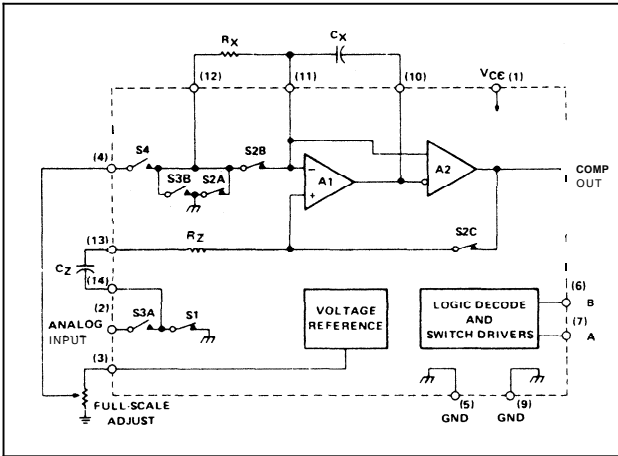 RX
CX
(12)
(11)
(10)
VCC (1)
(4)
S4
S2B
S3B
S2A
−
A1
+
A2
COMP
OUT
(13)
RZ
S2C
CZ
(14)
(2)
ANALOG
INPUT
S3A
S1
VOLTAGE
REFERENCE
LOGIC DECODE
AND
SWITCH DRIVERS
(6)
B
(7)
A
(3)
FULL-SCALE
ADJUST
(5)
GND
(9)
GND